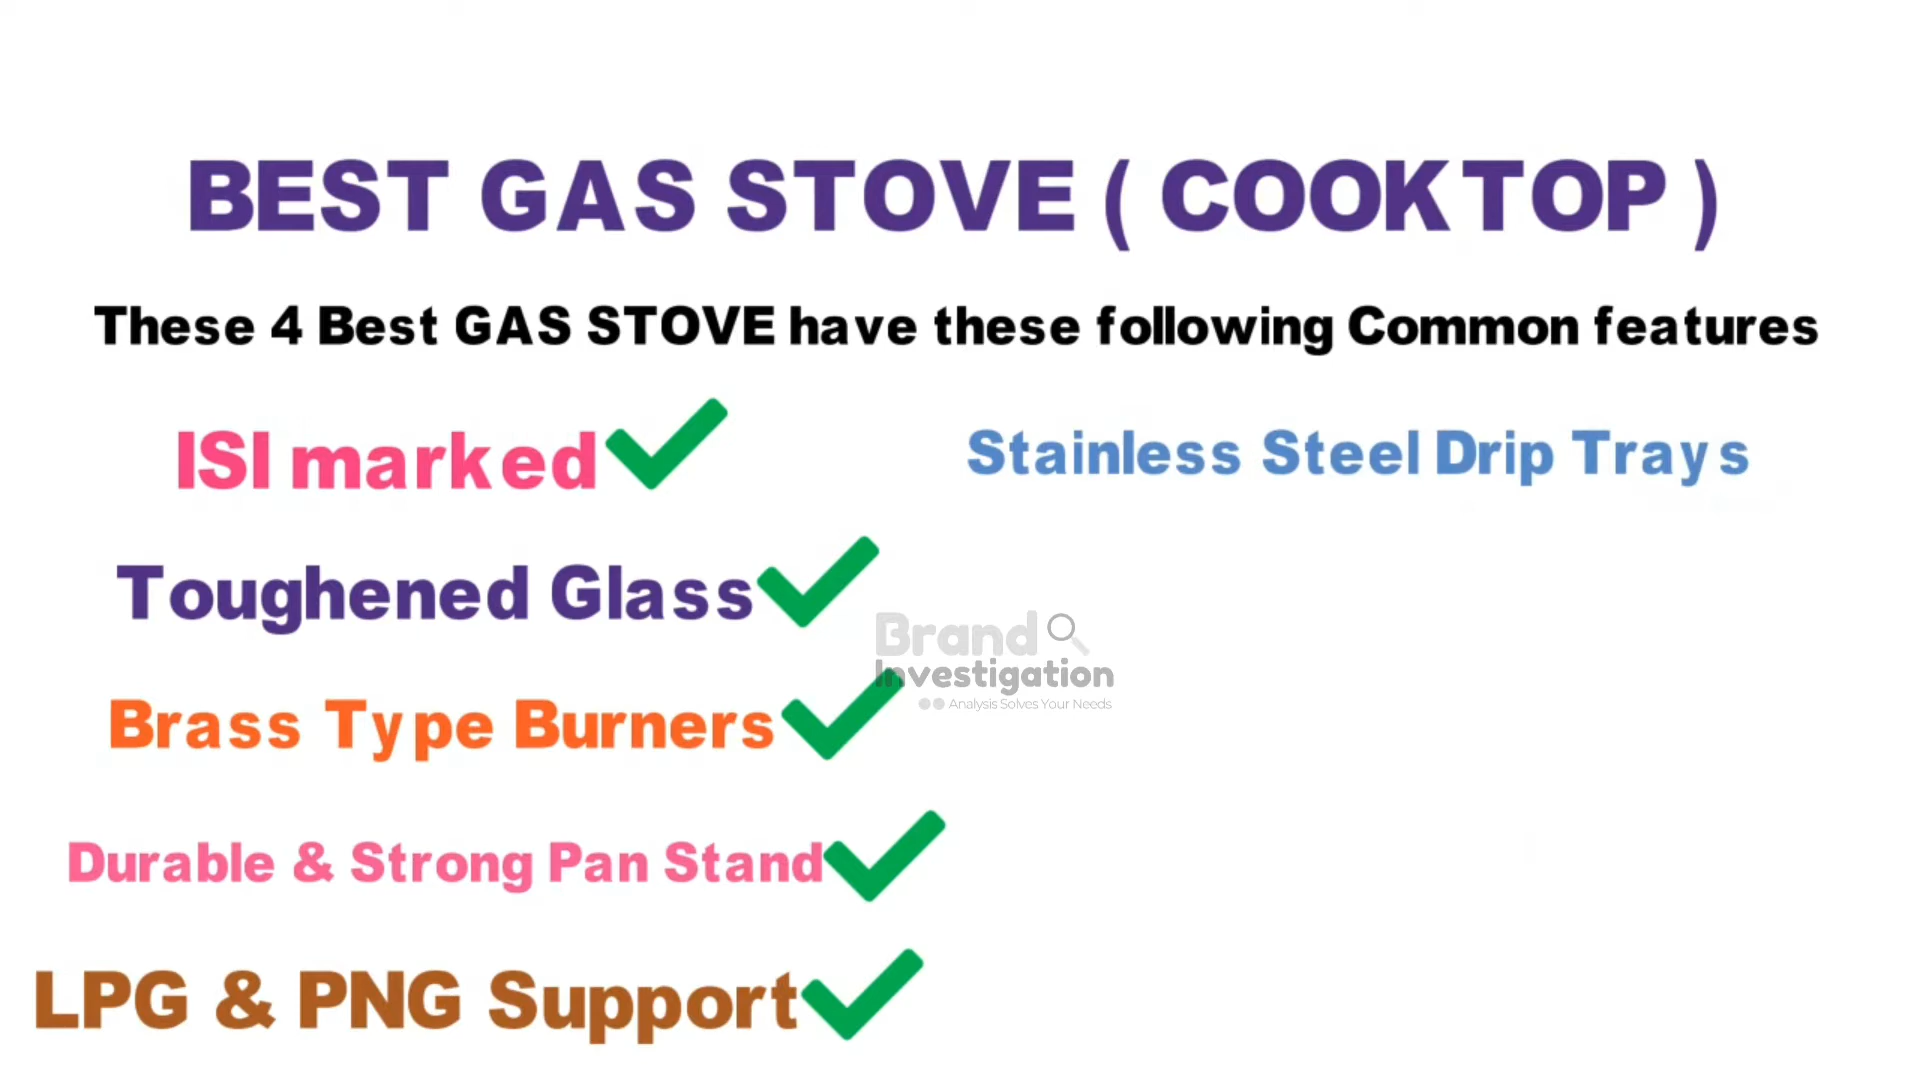 BEST GAS STOVE ( COOKTOP )
These 4 Best GAS STOVE have these following Common features
ISI marked
Stainless Steel Drip Trays
Toughened Glass
Brand
Investigation
Analysis Solves Your Needs
Brass Type Burners
Durable & Strong Pan Stand
LPG & PNG Support